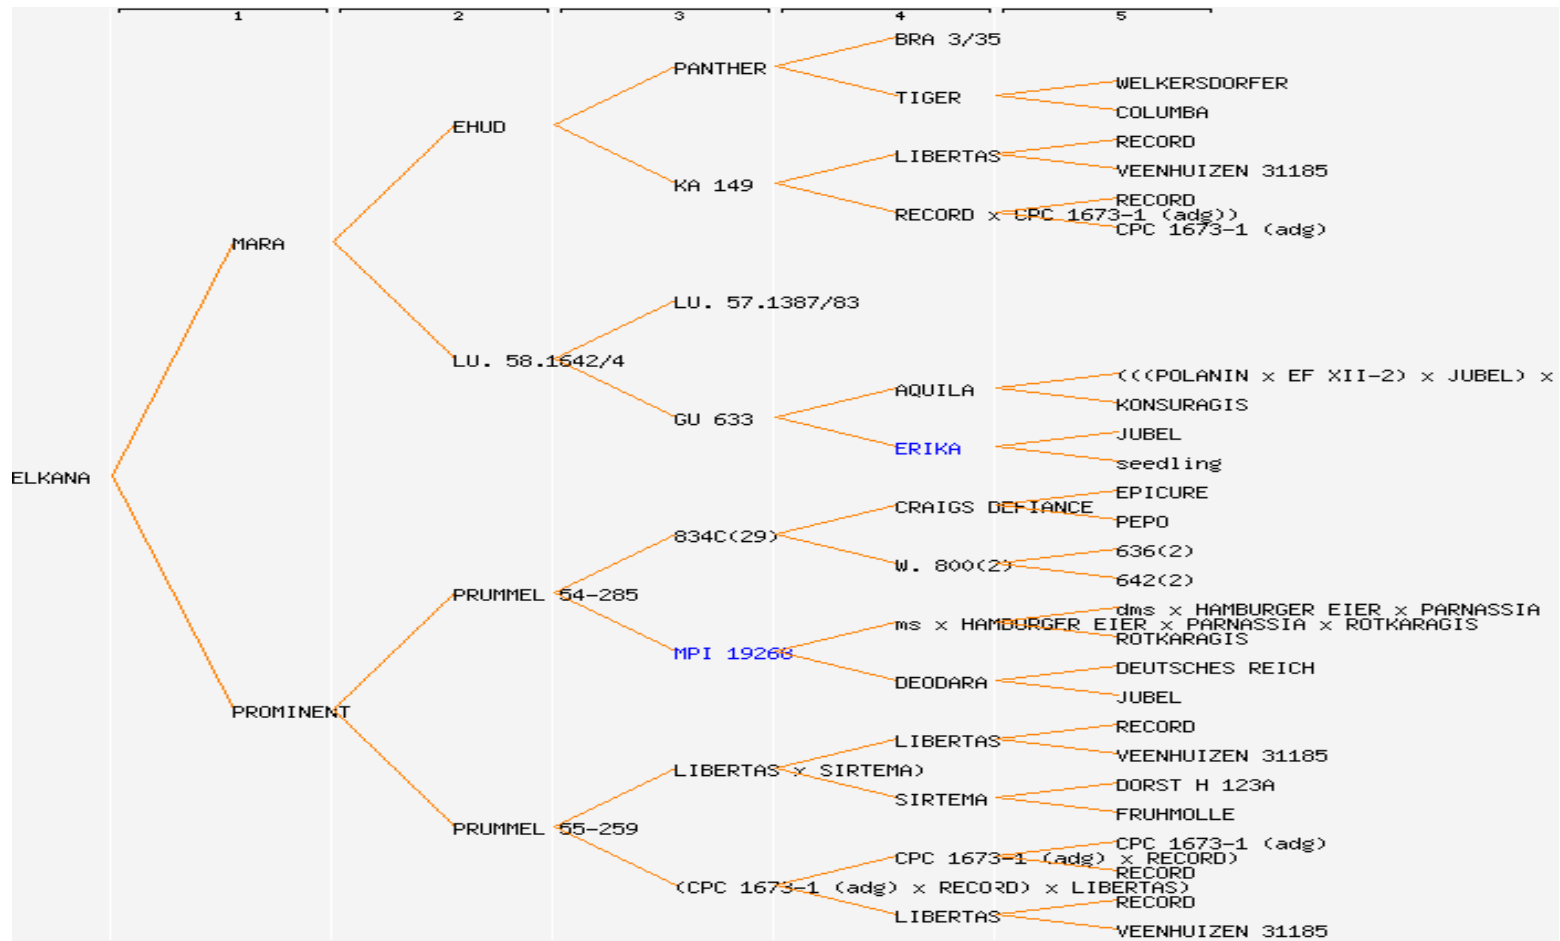 1 2 3 4 5
BRA 3/35
PANTHER
WELKERSDORFER
TIGER
COLUMBA
EHUD
RECORD
LIBERTAS
VEENHUIZEN 31185
KA 149
RECORD
RECORD x CPC 1673-1 (adg))
CPC 1673-1 (adg)
MARA
LU. 57.1387/83
LU. 58.1642/4
(((POLANIN x EF XII-2) x JUBEL) x
AQUILA
KONSURAGIS
GU 633
JUBEL
ERIKA
seedling
ELKANA
EPICURE
CRAIGS DEFIANCE
PEPO
834C(29)
636(2)
W. 800(2)
642(2)
PRUMMEL 54-285
dms x HAMBURGER EIER x PARNASSIA
ms x HAMBURGER EIER x PARNASSIA x ROTKARAGIS
ROTKARAGIS
MPI 19268
DEUTSCHES REICH
DEODARA
JUBEL
PROMINENT
RECORD
LIBERTAS
VEENHUIZEN 31185
LIBERTAS x SIRTEMA)
DORST H 123A
SIRTEMA
FRUHMOLLE
PRUMMEL 55-259
CPC 1673-1 (adg)
CPC 1673-1 (adg) x RECORD)
RECORD
(CPC 1673-1 (adg) x RECORD) x LIBERTAS)
RECORD
LIBERTAS
VEENHUIZEN 31185